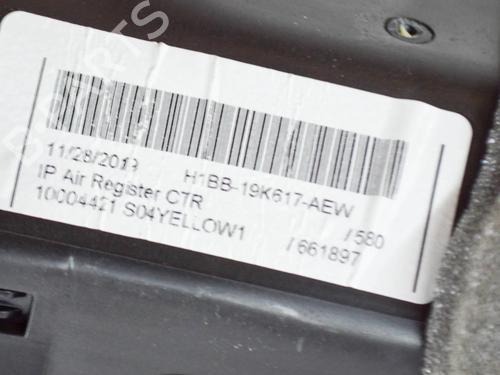 11/28/2019 H1BB-19K617-AEW
IP Air Register CTR / 580
10004421 S04YELLOW1 / 661897